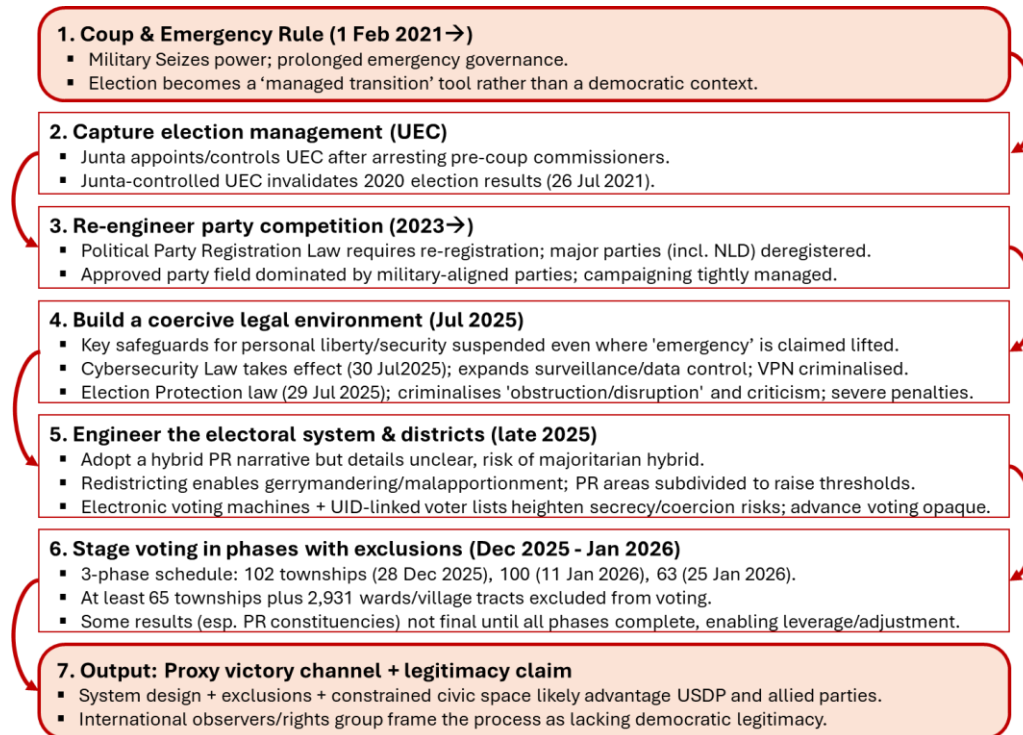 1. Coup & Emergency Rule (1 Feb 2021→)
▪ Military Seizes power; prolonged emergency governance.
▪ Election becomes a ‘managed transition’ tool rather than a democratic context.
2. Capture election management (UEC)
▪ Junta appoints/controls UEC after arresting pre-coup commissioners.
▪ Junta-controlled UEC invalidates 2020 election results (26 Jul 2021).
3. Re-engineer party competition (2023→)
▪ Political Party Registration Law requires re-registration; major parties (incl. NLD) deregistered.
▪ Approved party field dominated by military-aligned parties; campaigning tightly managed.
4. Build a coercive legal environment (Jul 2025)
▪ Key safeguards for personal liberty/security suspended even where 'emergency’ is claimed lifted.
▪ Cybersecurity Law takes effect (30 Jul2025); expands surveillance/data control; VPN criminalised.
▪ Election Protection law (29 Jul 2025); criminalises 'obstruction/disruption' and criticism; severe penalties.
5. Engineer the electoral system & districts (late 2025)
▪ Adopt a hybrid PR narrative but details unclear, risk of majoritarian hybrid.
▪ Redistricting enables gerrymandering/malapportionment; PR areas subdivided to raise thresholds.
▪ Electronic voting machines + UID-linked voter lists heighten secrecy/coercion risks; advance voting opaque.
6. Stage voting in phases with exclusions (Dec 2025 - Jan 2026)
▪ 3-phase schedule: 102 townships (28 Dec 2025), 100 (11 Jan 2026), 63 (25 Jan 2026).
▪ At least 65 townships plus 2,931 wards/village tracts excluded from voting.
▪ Some results (esp. PR constituencies) not final until all phases complete, enabling leverage/adjustment.
7. Output: Proxy victory channel + legitimacy claim
▪ System design + exclusions + constrained civic space likely advantage USDP and allied parties.
▪ International observers/rights group frame the process as lacking democratic legitimacy.